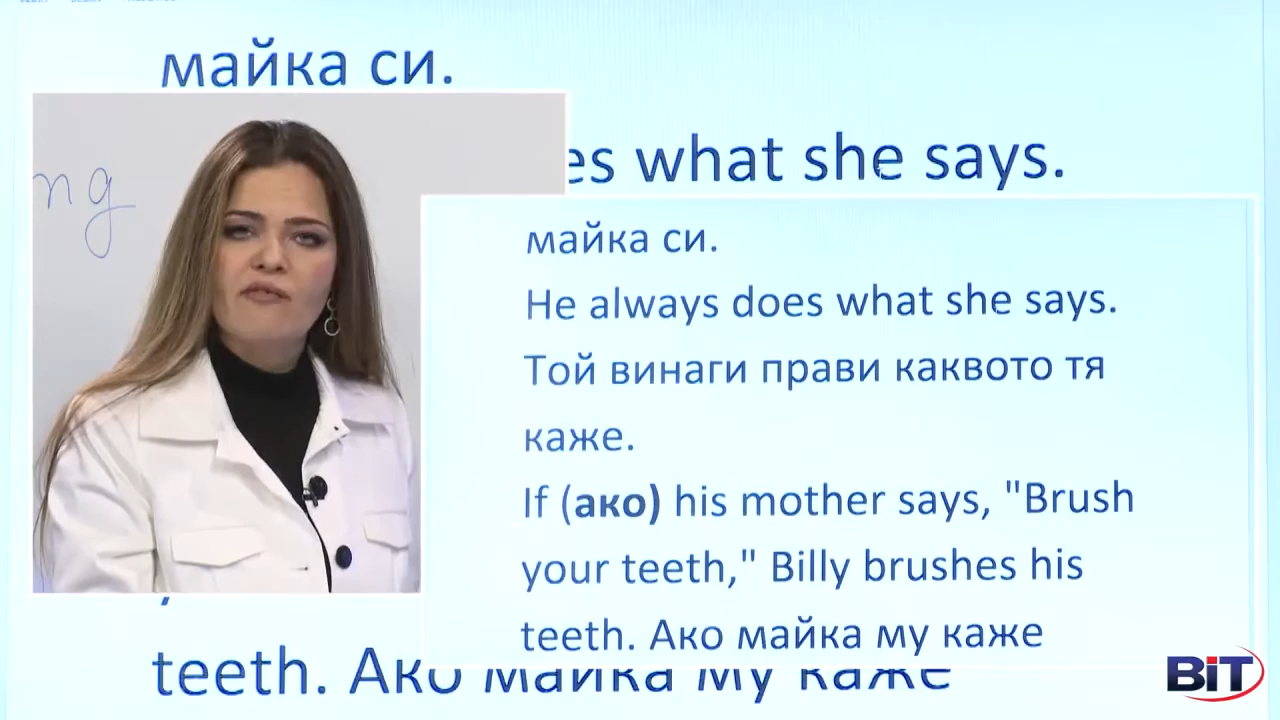 майка си.
ng
es what she says.
майка си.
He always does what she says.
Той винаги прави каквото тя
каже.
If (ако) his mother says, "Brush
your teeth," Billy brushes his
teeth. Ако майка му каже
teeth. Ако майка му каже
BiT